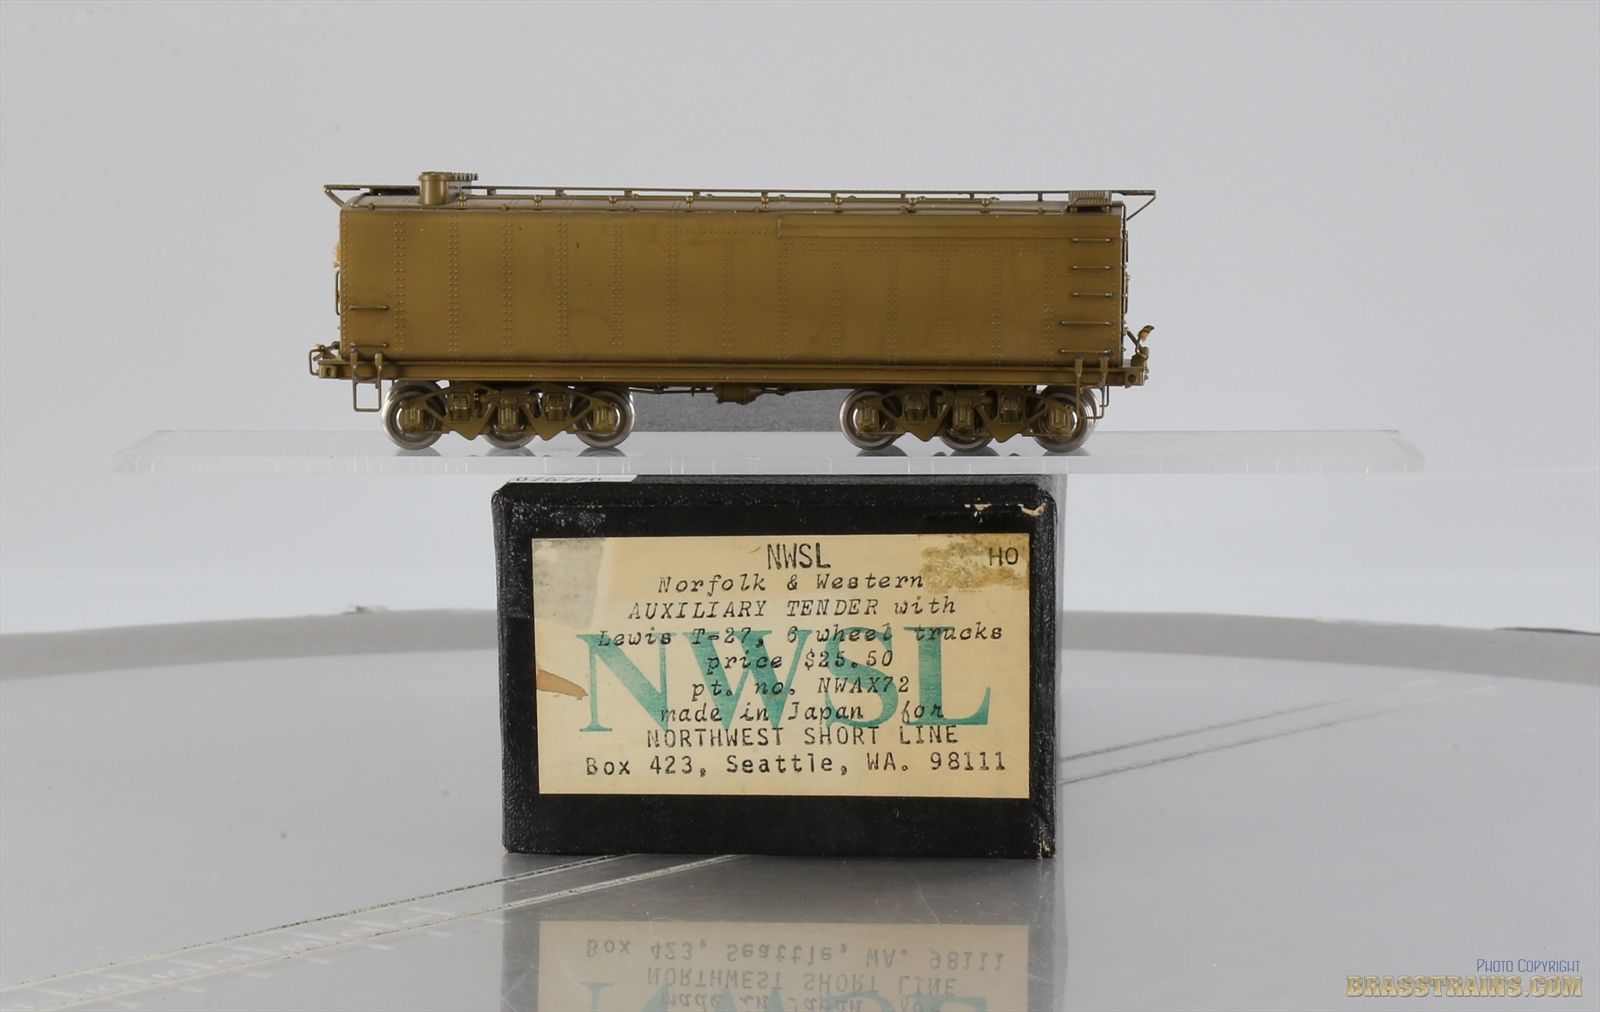 NWSL HO
Norfolk & Western
AUXILIARY TENDER with
Lewis T-27, 6 wheel trucks
price $25.50
pt. no. NWAX72
made in Japan for
NORTHWEST SHORT LINE
Box 423, Seattle, WA. 98111
NWSL
PHOTO COPYRIGHT
BRASSTRAINS.COM